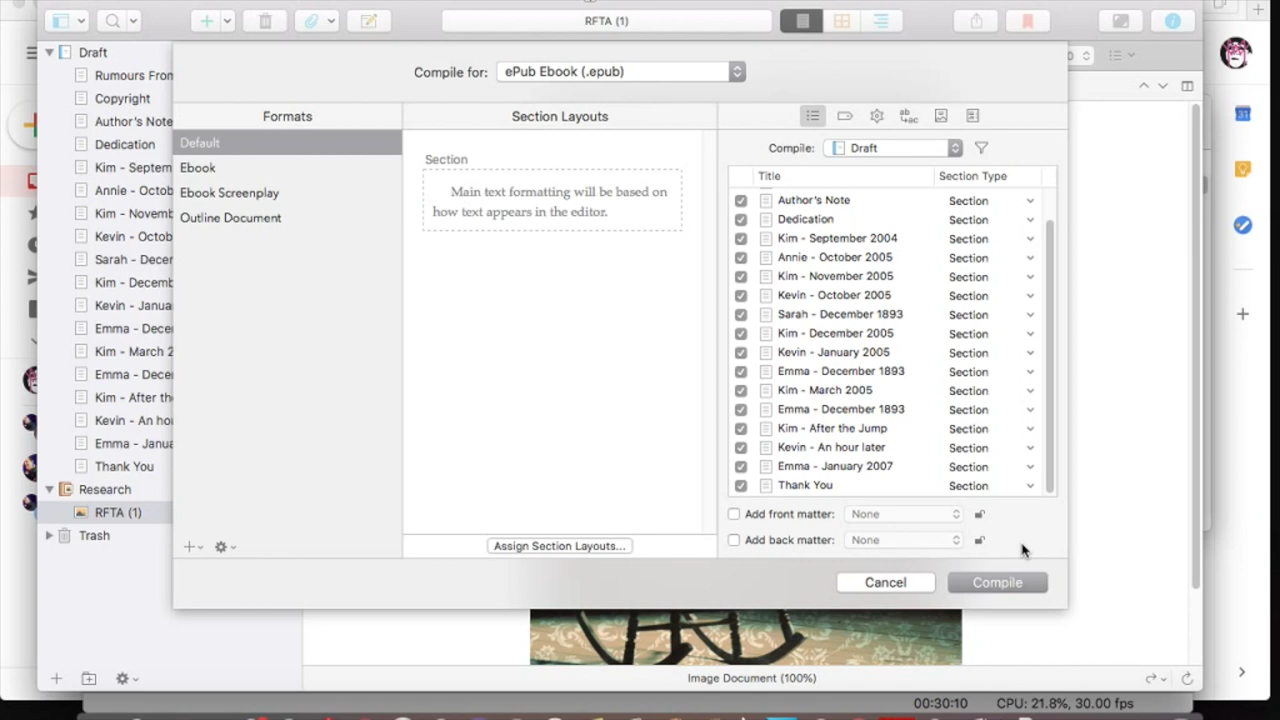 RFTA (1)
Draft
Rumours From
Copyright
Author's Note
Dedication
Kim - Septem
Annie - Octob
Kim - Novemb
Kevin - Octob
Sarah - Decer
Kim - Decemb
Kevin - Janua
Emma - Dece
Kim - March 2
Emma - Decer
Kim - After th
Kevin - An hou
Emma - Janua
Thank You
Research
RFTA (1)
Trash
Compile for: ePub Ebook (.epub)
Formats
Default
Ebook
Ebook Screenplay
Outline Document
Section Layouts
Section
Main text formatting will be based on
how text appears in the editor.
Assign Section Layouts...
Compile: Draft
Title Section Type
Author's Note Section
Dedication Section
Kim - September 2004 Section
Annie - October 2005 Section
Kim - November 2005 Section
Kevin - October 2005 Section
Sarah - December 1893 Section
Kim - December 2005 Section
Kevin - January 2005 Section
Emma - December 1893 Section
Kim - March 2005 Section
Emma - December 1893 Section
Kim - After the Jump Section
Kevin - An hour later Section
Emma - January 2007 Section
Thank You Section
Add front matter: None
Add back matter: None
Cancel Compile
Image Document (100%)
00:30:10 CPU: 21.8%, 30.00 fps